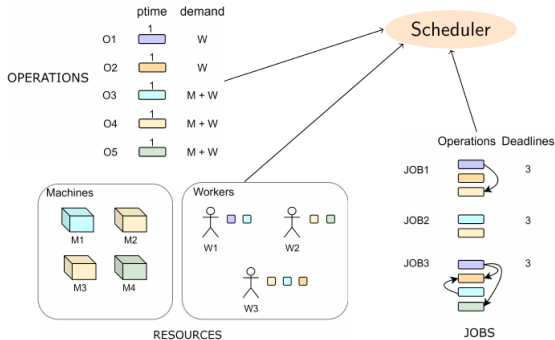 ptime demand
Scheduler
O1 1 W
O2 1 W
OPERATIONS
O3 1 M + W
O4 1 M + W
O5 1 M + W
Operations Deadlines
JOB1 3
JOB2 3
JOB3 3
JOBS
Machines
M1 M2
M3 M4
Workers
W1 W2
W3
RESOURCES